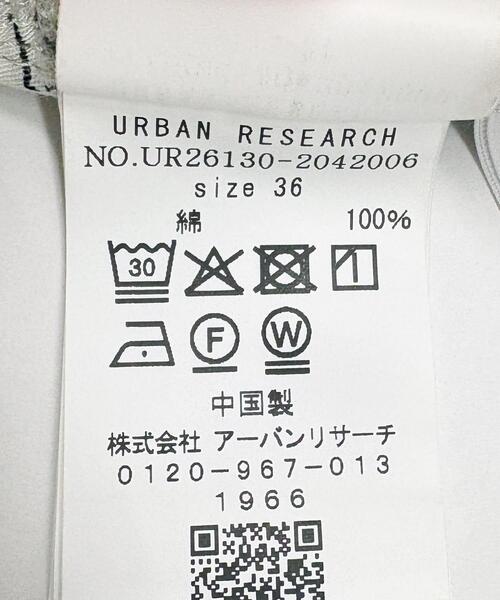 URBAN RESEARCH
NO.UR26130-2042006
size 36
綿 100%
30
F W
中国製
株式会社 アーバンリサーチ
0120-967-013
1966